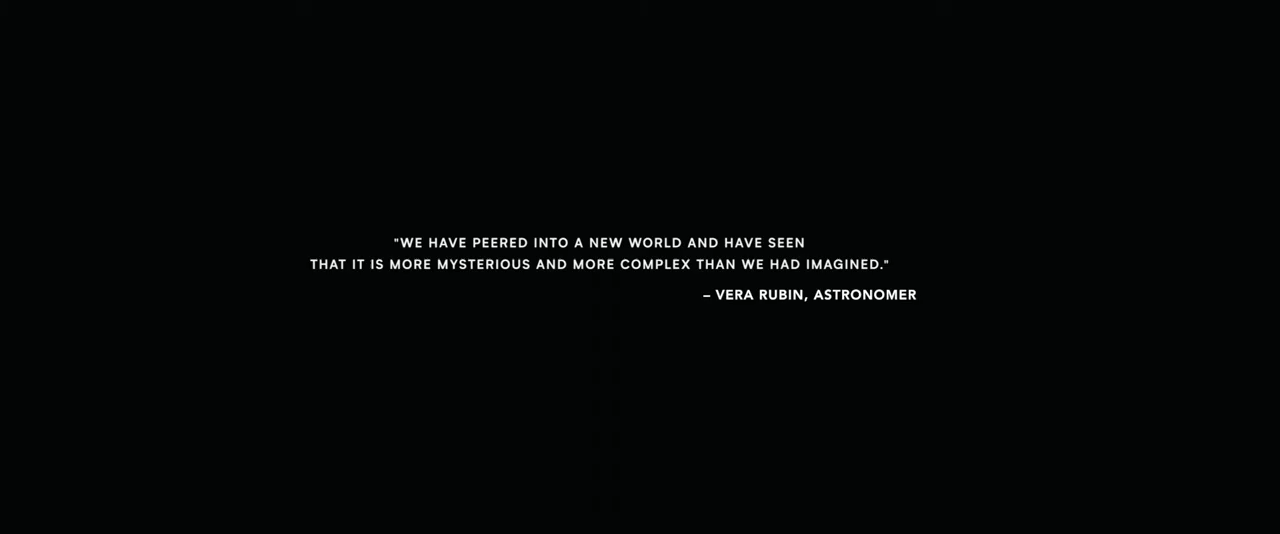 "WE HAVE PEERED INTO A NEW WORLD AND HAVE SEEN
THAT IT IS MORE MYSTERIOUS AND MORE COMPLEX THAN WE HAD IMAGINED."
– VERA RUBIN, ASTRONOMER